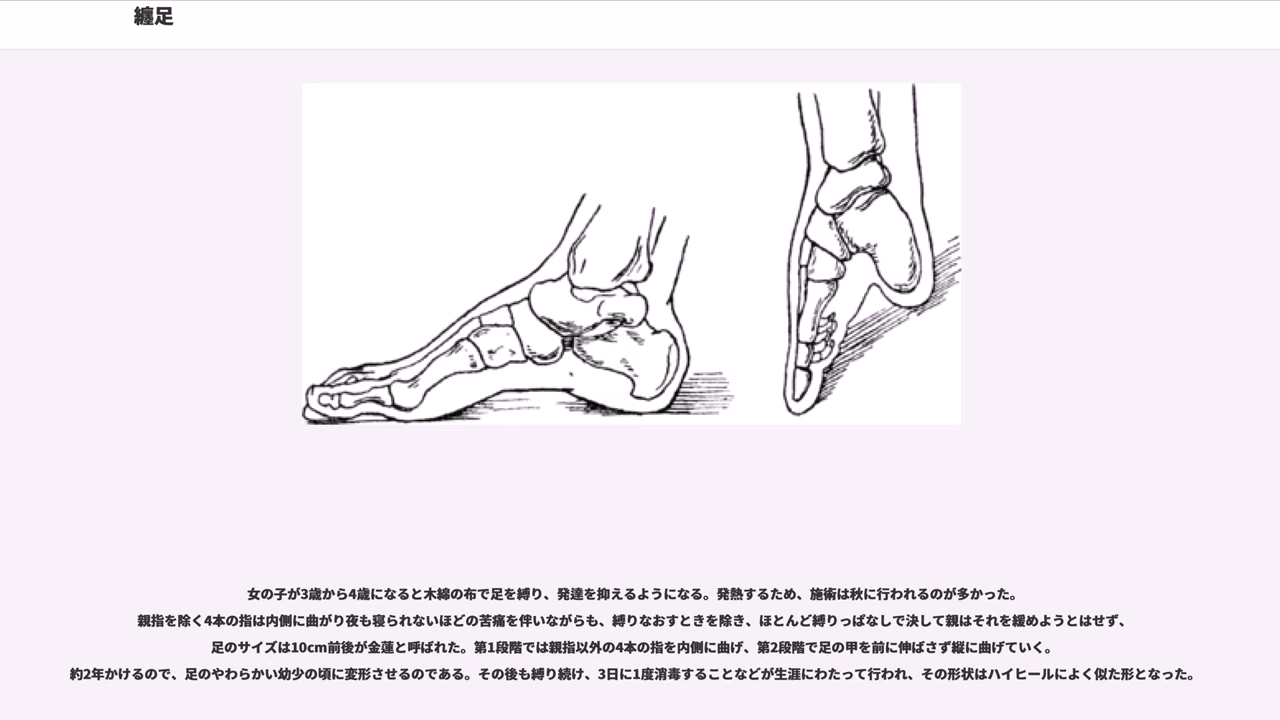 纏足
女の子が3歳から4歳になると木綿の布で足を縛り、発達を抑えるようになる。発熱するため、施術は秋に行われるのが多かった。
親指を除く4本の指は内側に曲がり夜も寝られないほどの苦痛を伴いながらも、縛りなおすときを除き、ほとんど縛りっぱなしで決して親はそれを緩めようとはせず、
足のサイズは10cm前後が金蓮と呼ばれた。第1段階では親指以外の4本の指を内側に曲げ、第2段階で足の甲を前に伸ばさず縦に曲げていく。
約2年かけるので、足のやわらかい幼少の頃に変形させるのである。その後も縛り続け、3日に1度消毒することなどが生涯にわたって行われ、その形状はハイヒールによく似た形となった。